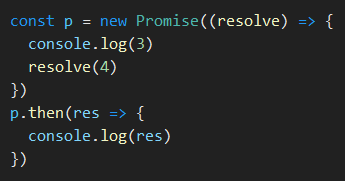 const p = new Promise((resolve) => {
  console.log(3)
  resolve(4)
})
p.then(res => {
  console.log(res)
})